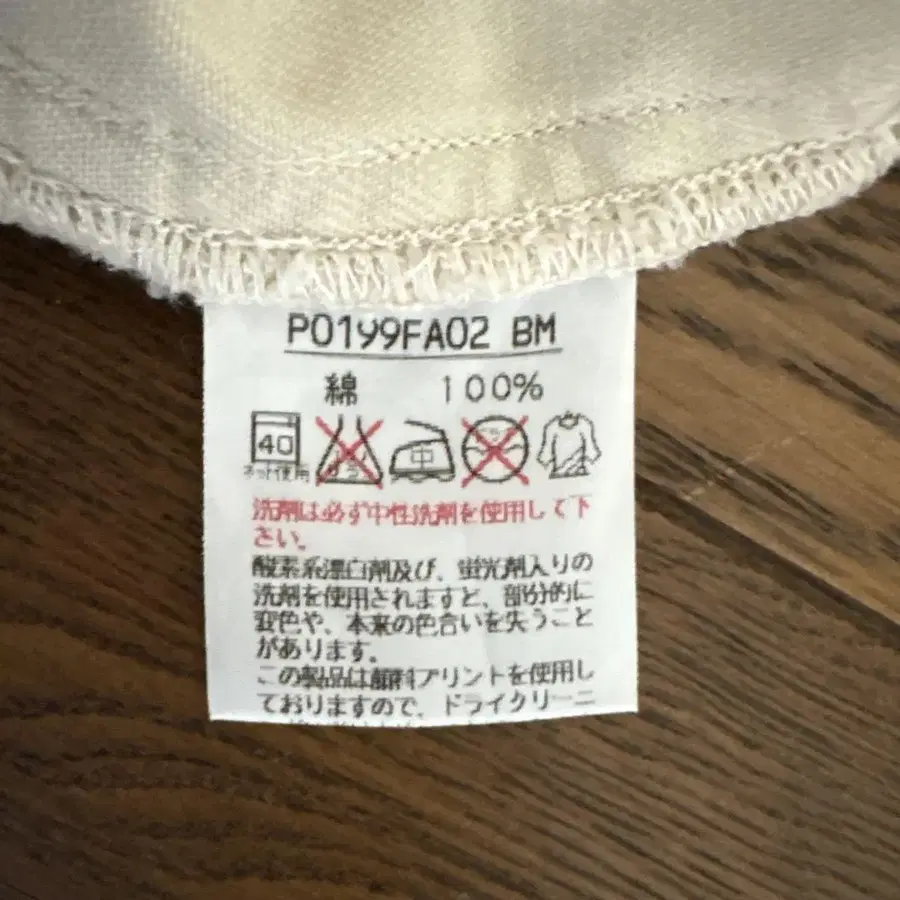 P0199FA02 BM
綿 100%
40
ネット使用
中
洗剤は必ず中性洗剤を使用して下
さい。
酸素系漂白剤及び、蛍光剤入りの
洗剤を使用されますと、部分的に
変色や、本来の色合いを失うこと
があります。
この製品は顔料プリントを使用し
ておりますので、ドライクリーニ